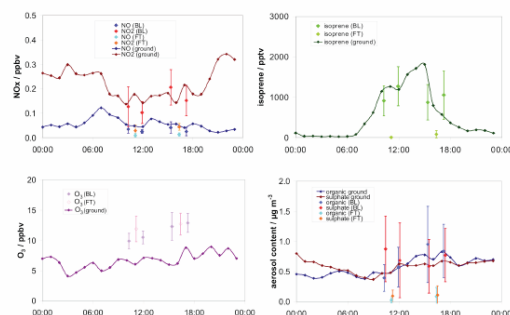 0.5
0.4
0.3
0.2
0.1
0.0
NOx / ppbv
NO (BL)
NO2 (BL)
NO (FT)
NO2 (FT)
NO (ground)
NO2 (ground)
00:00 06:00 12:00 18:00 00:00
3000
2000
1000
0
isoprene / pptv
isoprene (BL)
isoprene (FT)
isoprene (ground)
00:00 06:00 12:00 18:00 00:00
20
15
10
5
0
O3 / ppbv
O3 (BL)
O3 (FT)
O3 (ground)
00:00 06:00 12:00 18:00 00:00
2.0
1.5
1.0
0.5
0.0
aerosol content / µg m-3
organic ground
sulphate ground
organic (BL)
sulphate (BL)
organic (FT)
sulphate (FT)
00:00 06:00 12:00 18:00 00:00